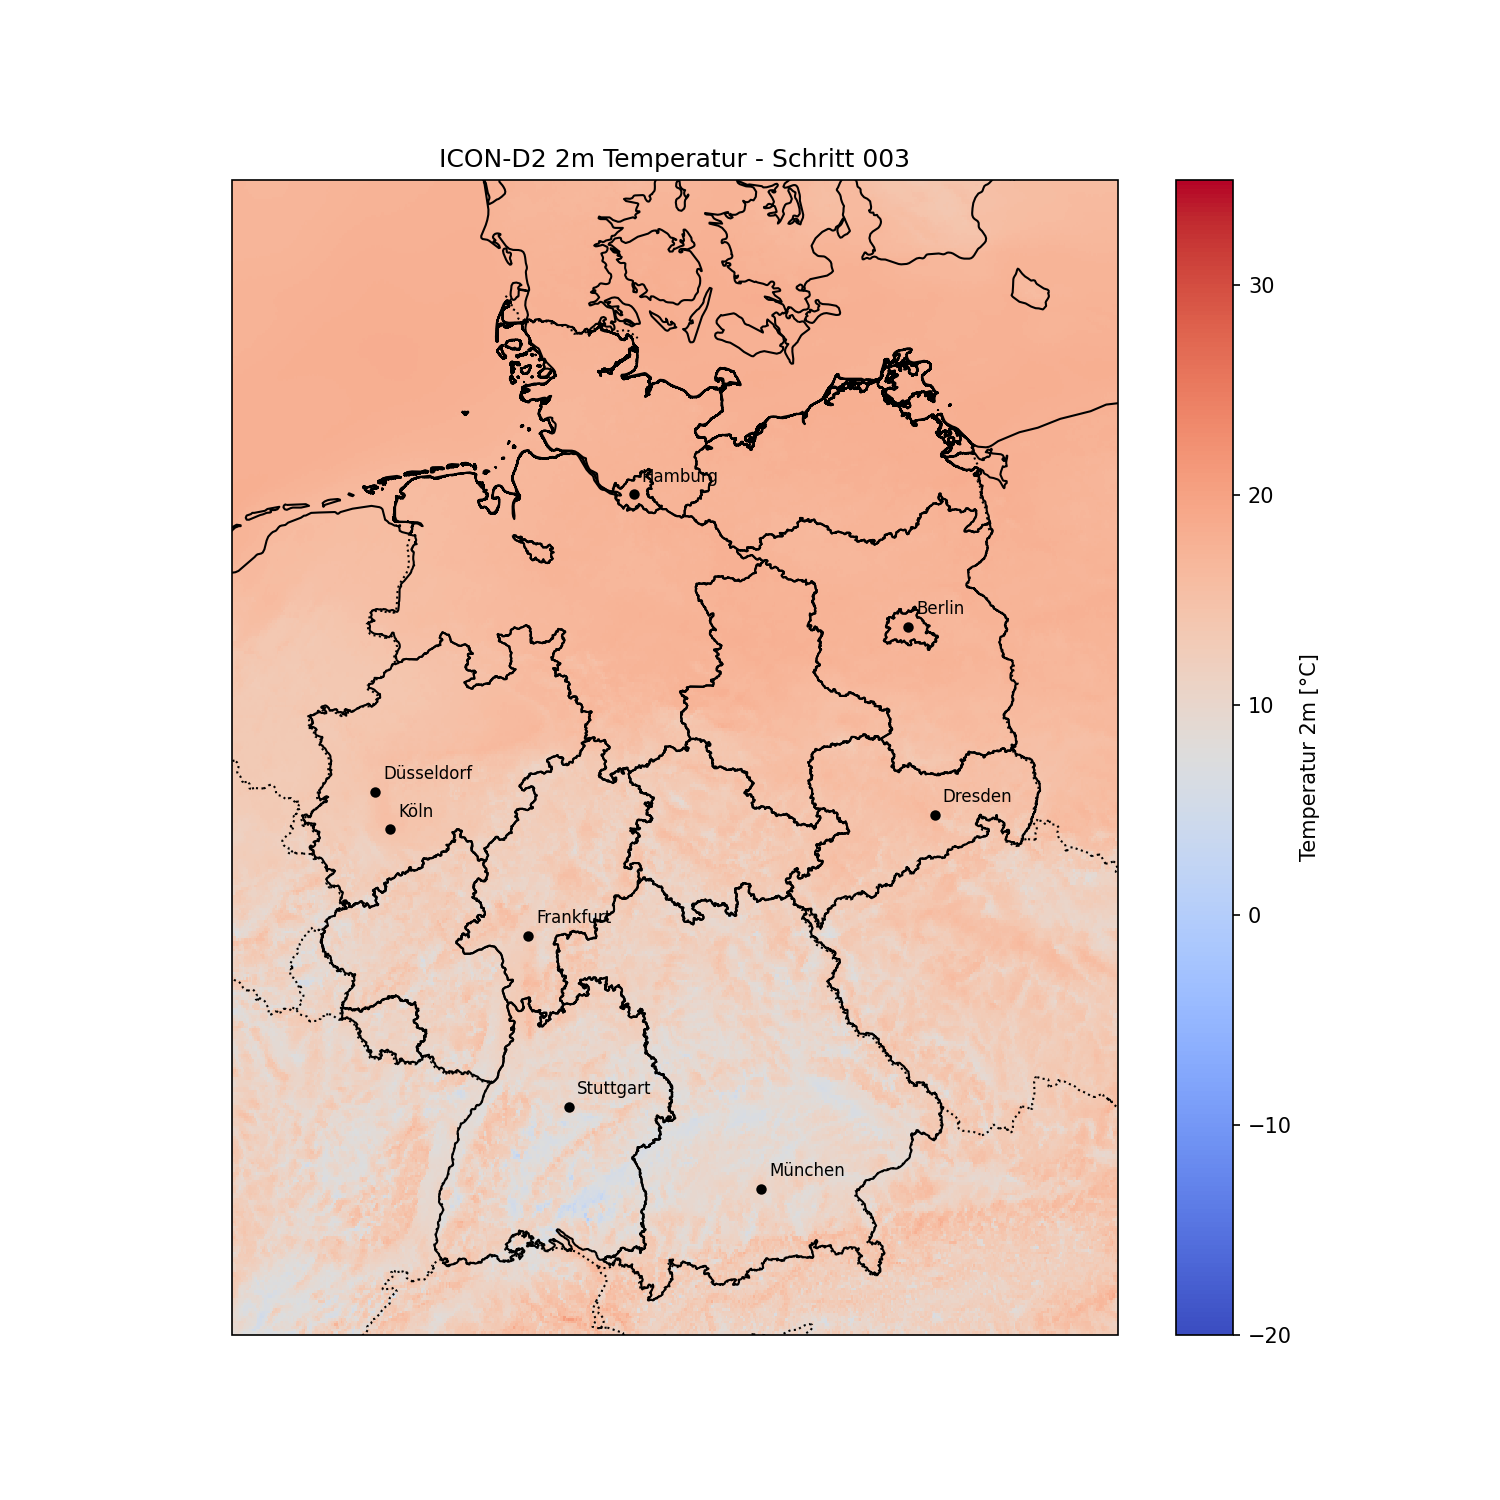 ICON-D2 2m Temperatur - Schritt 003
Hamburg
Berlin
Düsseldorf
Dresden
Köln
Frankfurt
Stuttgart
München
30
20
10
0
−10
−20
Temperatur 2m [°C]